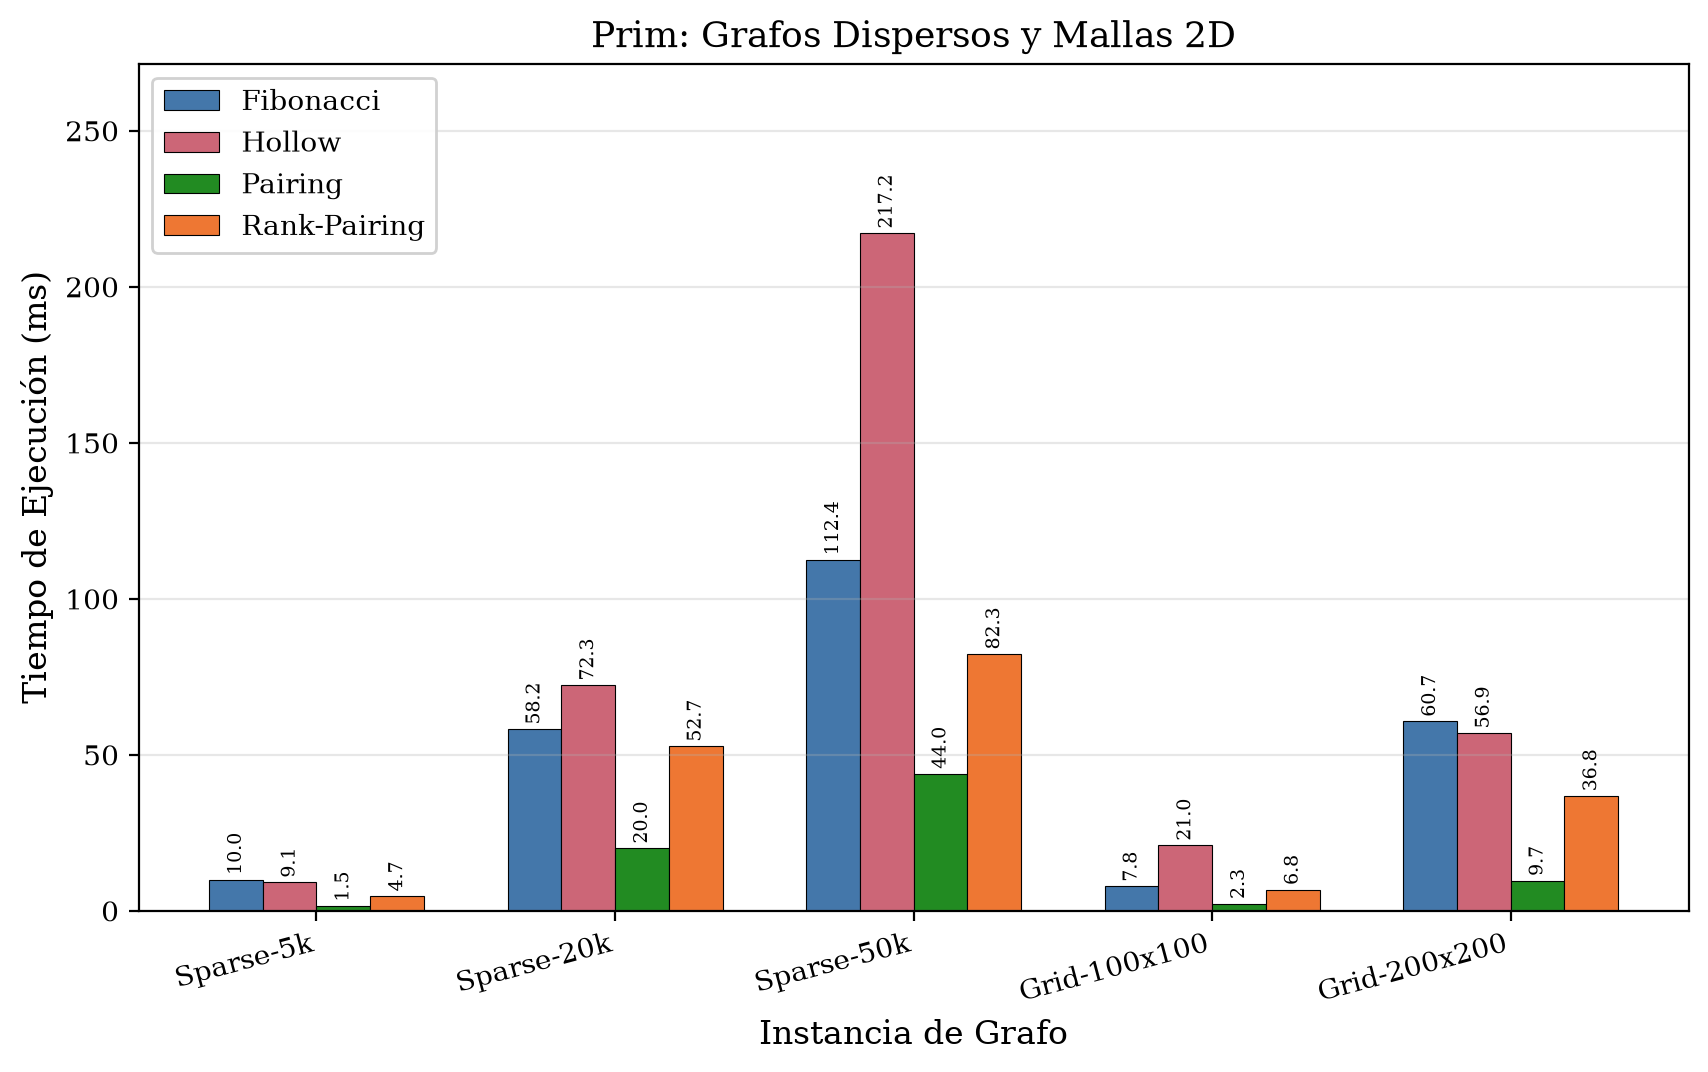 Prim: Grafos Dispersos y Mallas 2D
Fibonacci
Hollow
Pairing
Rank-Pairing
Tiempo de Ejecución (ms)
250
200
150
100
50
0
10.0
9.1
1.5
4.7
58.2
72.3
20.0
52.7
112.4
217.2
44.0
82.3
7.8
21.0
2.3
6.8
60.7
56.9
9.7
36.8
Sparse-5k
Sparse-20k
Sparse-50k
Grid-100x100
Grid-200x200
Instancia de Grafo